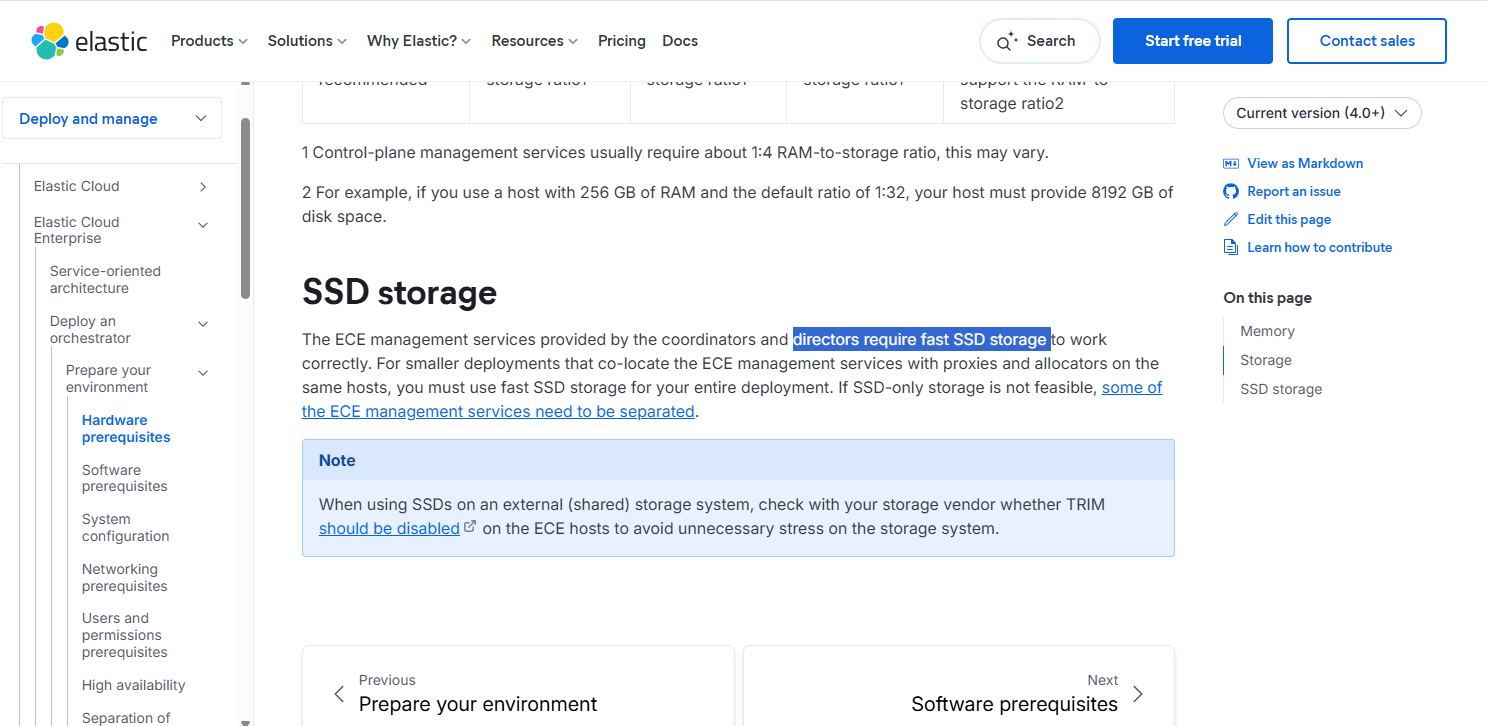 elastic
Products
Solutions
Why Elastic?
Resources
Pricing
Docs
Search
Start free trial
Contact sales
Deploy and manage
Elastic Cloud
Elastic Cloud
Enterprise
Service-oriented
architecture
Deploy an
orchestrator
Prepare your
environment
Hardware
prerequisites
Software
prerequisites
System
configuration
Networking
prerequisites
Users and
permissions
prerequisites
High availability
Separation of
recommended
storage ratio1
storage ratio1
storage ratio1
support the RAM-to-
storage ratio2
1 Control-plane management services usually require about 1:4 RAM-to-storage ratio, this may vary.
2 For example, if you use a host with 256 GB of RAM and the default ratio of 1:32, your host must provide 8192 GB of
disk space.
SSD storage
The ECE management services provided by the coordinators and directors require fast SSD storage to work
correctly. For smaller deployments that co-locate the ECE management services with proxies and allocators on the
same hosts, you must use fast SSD storage for your entire deployment. If SSD-only storage is not feasible, some of
the ECE management services need to be separated.
Note
When using SSDs on an external (shared) storage system, check with your storage vendor whether TRIM
should be disabled on the ECE hosts to avoid unnecessary stress on the storage system.
Previous
Prepare your environment
Next
Software prerequisites
Current version (4.0+)
View as Markdown
Report an issue
Edit this page
Learn how to contribute
On this page
Memory
Storage
SSD storage